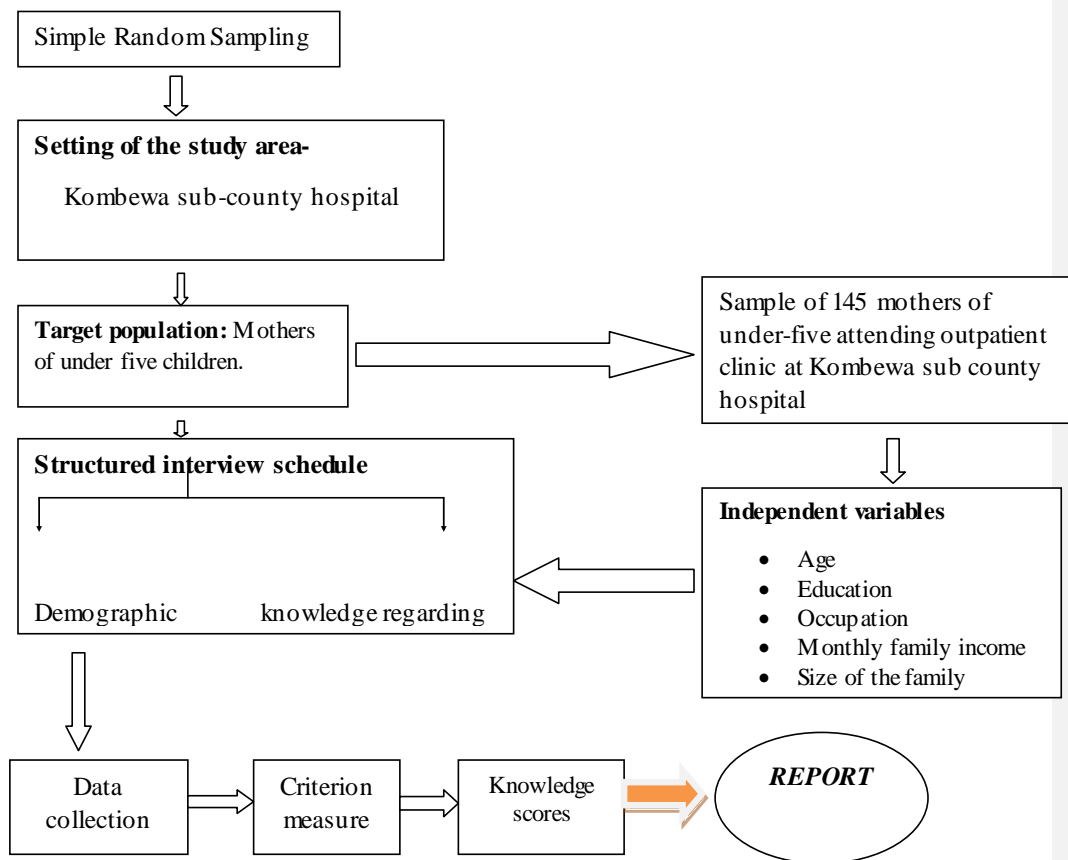 Simple Random Sampling
Setting of the study area-
Kombewa sub-county hospital
Target population: Mothers
of under five children.
Sample of 145 mothers of
under-five attending outpatient
clinic at Kombewa sub county
hospital
Structured interview schedule
Demographic knowledge regarding
Independent variables
• Age
• Education
• Occupation
• Monthly family income
• Size of the family
Data
collection
Criterion
measure
Knowledge
scores
REPORT